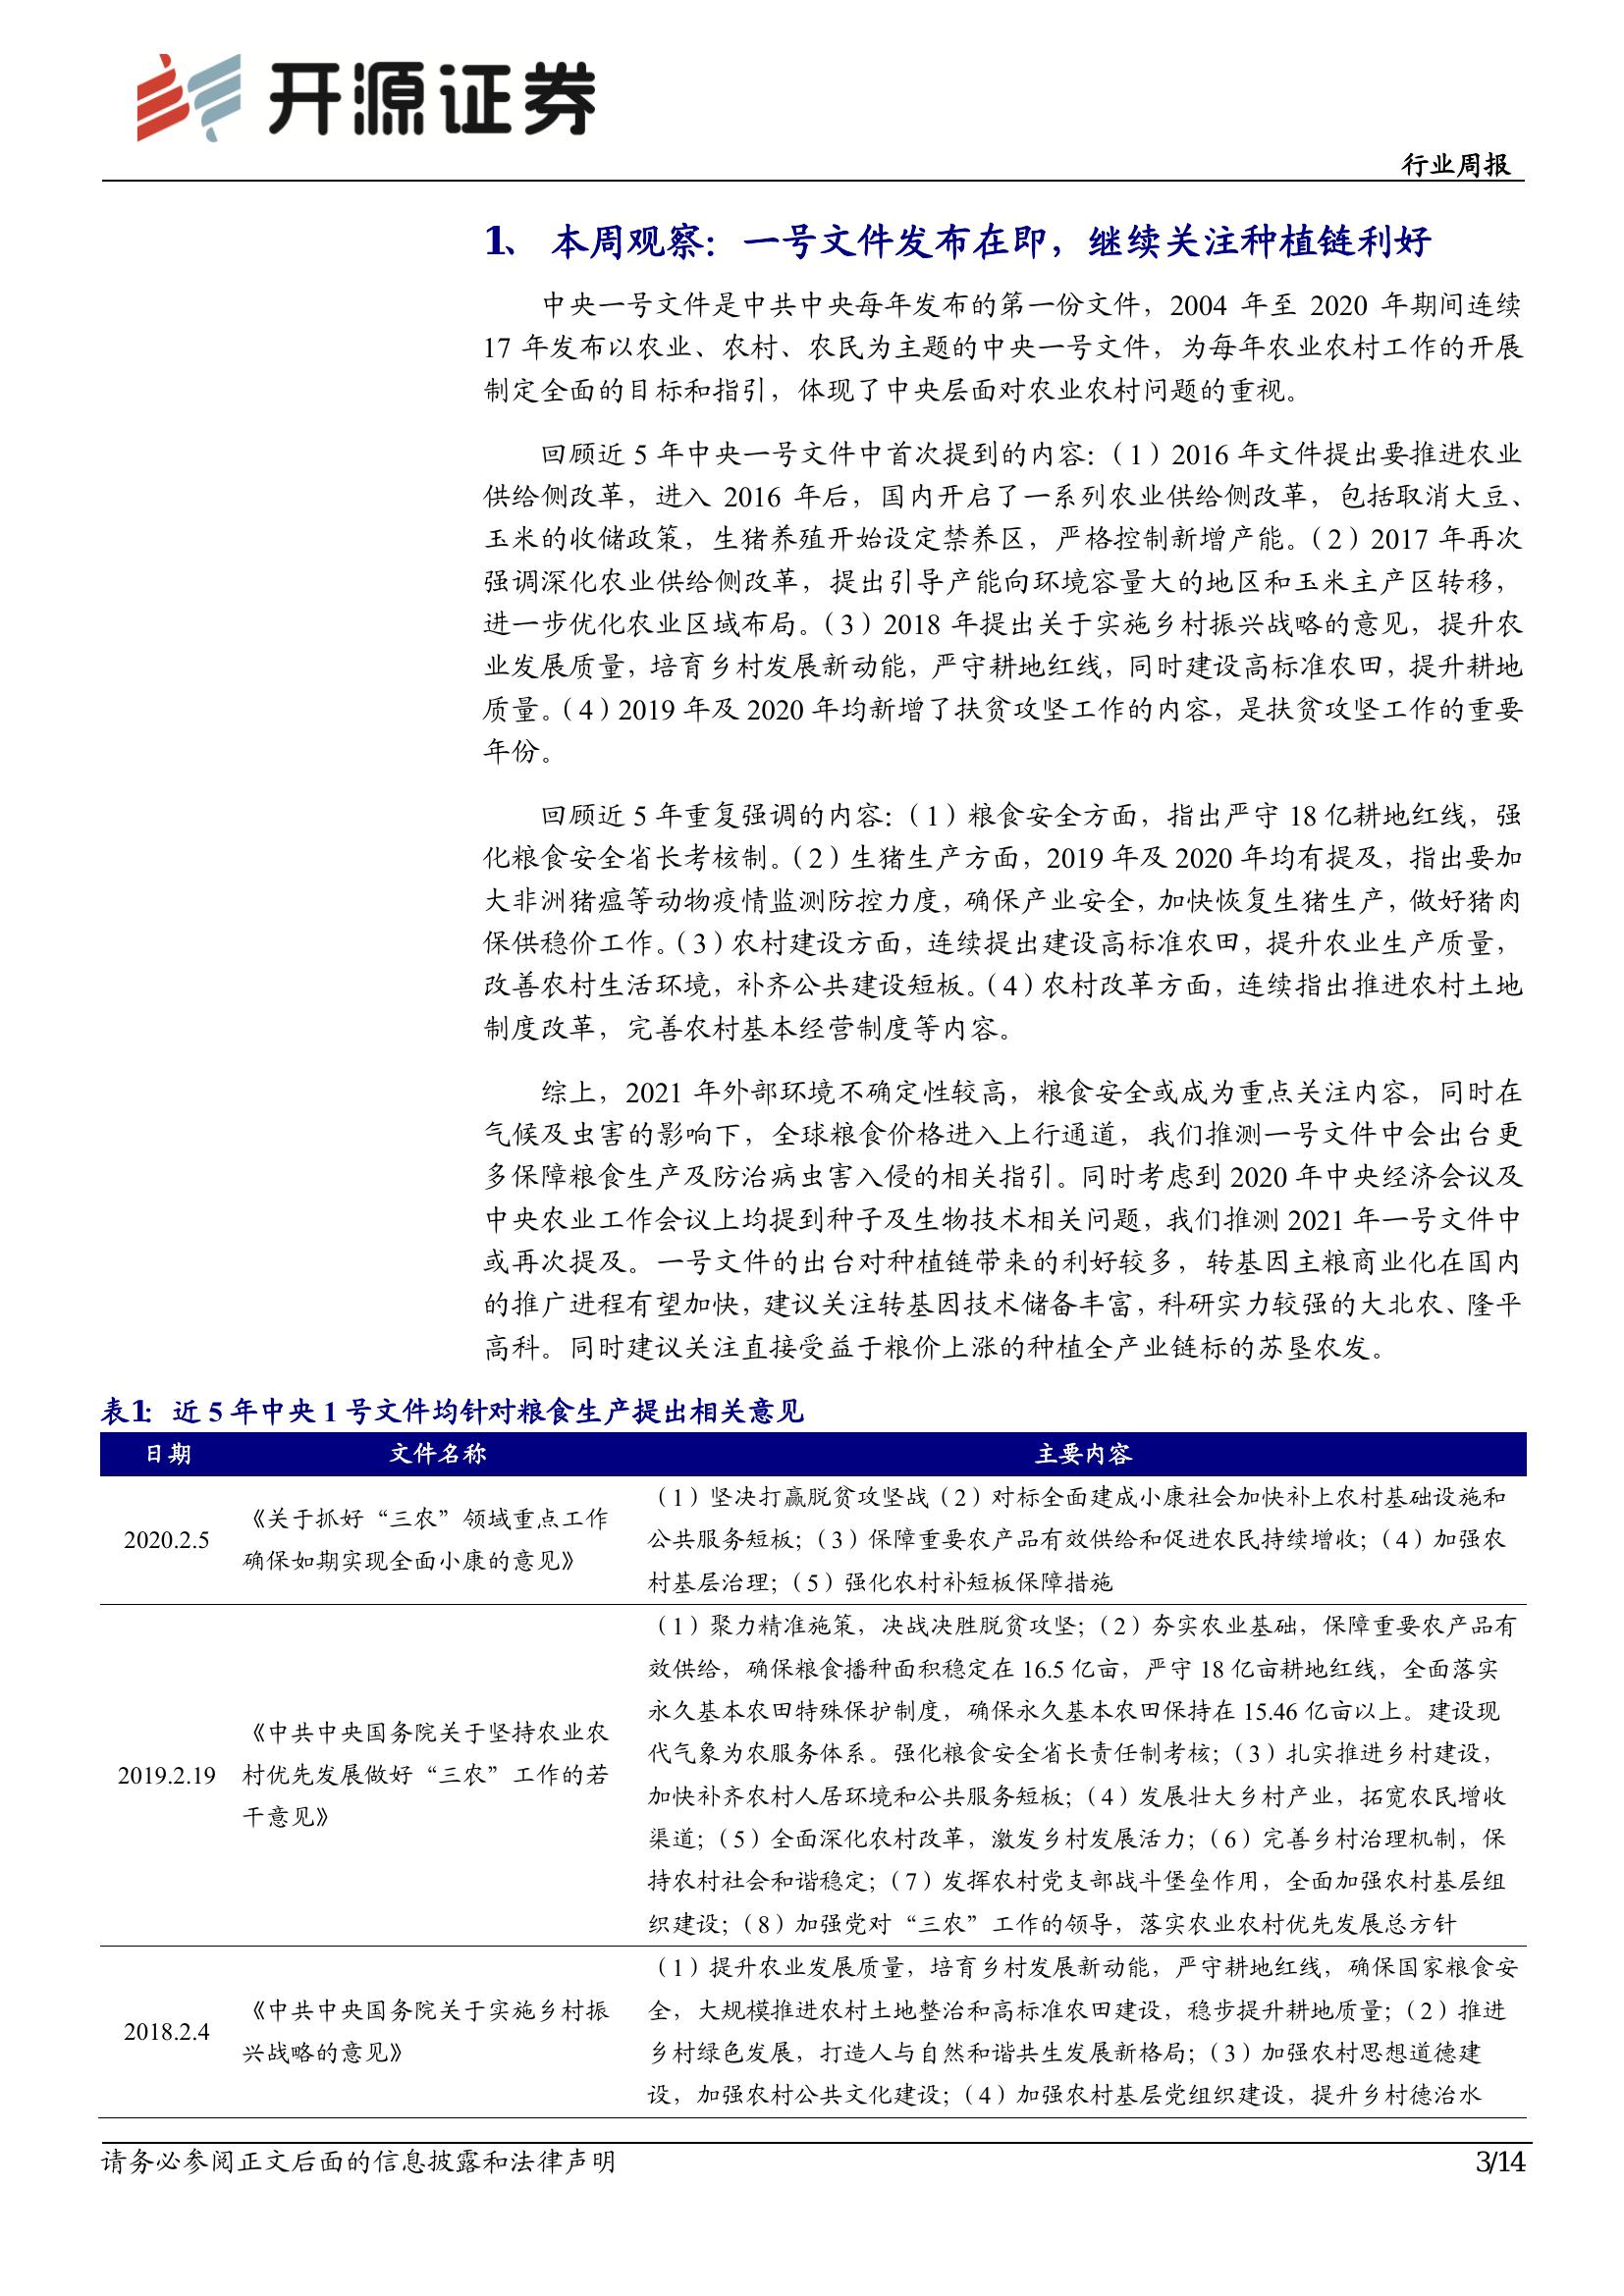 开源证券
行业周报
1、 本周观察：一号文件发布在即，继续关注种植链利好
中央一号文件是中共中央每年发布的第一份文件，2004 年至 2020 年期间连续
17 年发布以农业、农村、农民为主题的中央一号文件，为每年农业农村工作的开展
制定全面的目标和指引，体现了中央层面对农业农村问题的重视。
回顾近 5 年中央一号文件中首次提到的内容：（1）2016 年文件提出要推进农业
供给侧改革，进入 2016 年后，国内开启了一系列农业供给侧改革，包括取消大豆、
玉米的收储政策，生猪养殖开始设定禁养区，严格控制新增产能。（2）2017 年再次
强调深化农业供给侧改革，提出引导产能向环境容量大的地区和玉米主产区转移，
进一步优化农业区域布局。（3）2018 年提出关于实施乡村振兴战略的意见，提升农
业发展质量，培育乡村发展新动能，严守耕地红线，同时建设高标准农田，提升耕地
质量。（4）2019 年及 2020 年均新增了扶贫攻坚工作的内容，是扶贫攻坚工作的重要
年份。
回顾近 5 年重复强调的内容：（1）粮食安全方面，指出严守 18 亿耕地红线，强
化粮食安全省长考核制。（2）生猪生产方面，2019 年及 2020 年均有提及，指出要加
大非洲猪瘟等动物疫情监测防控力度，确保产业安全，加快恢复生猪生产，做好猪肉
保供稳价工作。（3）农村建设方面，连续提出建设高标准农田，提升农业生产质量，
改善农村生活环境，补齐公共建设短板。（4）农村改革方面，连续指出推进农村土地
制度改革，完善农村基本经营制度等内容。
综上，2021 年外部环境不确定性较高，粮食安全或成为重点关注内容，同时在
气候及虫害的影响下，全球粮食价格进入上行通道，我们推测一号文件中会出台更
多保障粮食生产及防治病虫害入侵的相关指引。同时考虑到 2020 年中央经济会议及
中央农业工作会议上均提到种子及生物技术相关问题，我们推测 2021 年一号文件中
或再次提及。一号文件的出台对种植链带来的利好较多，转基因主粮商业化在国内
的推广进程有望加快，建议关注转基因技术储备丰富，科研实力较强的大北农、隆平
高科。同时建议关注直接受益于粮价上涨的种植全产业链标的苏垦农发。
表1：近 5 年中央 1 号文件均针对粮食生产提出相关意见
日期 文件名称 主要内容
2020.2.5
《关于抓好“三农”领域重点工作
确保如期实现全面小康的意见》
（1）坚决打赢脱贫攻坚战（2）对标全面建成小康社会加快补上农村基础设施和
公共服务短板；（3）保障重要农产品有效供给和促进农民持续增收；（4）加强农
村基层治理；（5）强化农村补短板保障措施
2019.2.19
《中共中央国务院关于坚持农业农
村优先发展做好“三农”工作的若
干意见》
（1）聚力精准施策，决战决胜脱贫攻坚；（2）夯实农业基础，保障重要农产品有
效供给，确保粮食播种面积稳定在 16.5 亿亩，严守 18 亿亩耕地红线，全面落实
永久基本农田特殊保护制度，确保永久基本农田保持在 15.46 亿亩以上。建设现
代气象为农服务体系。强化粮食安全省长责任制考核；（3）扎实推进乡村建设，
加快补齐农村人居环境和公共服务短板；（4）发展壮大乡村产业，拓宽农民增收
渠道；（5）全面深化农村改革，激发乡村发展活力；（6）完善乡村治理机制，保
持农村社会和谐稳定；（7）发挥农村党支部战斗堡垒作用，全面加强农村基层组
织建设；（8）加强党对“三农”工作的领导，落实农业农村优先发展总方针
2018.2.4
《中共中央国务院关于实施乡村振
兴战略的意见》
（1）提升农业发展质量，培育乡村发展新动能，严守耕地红线，确保国家粮食安
全，大规模推进农村土地整治和高标准农田建设，稳步提升耕地质量；（2）推进
乡村绿色发展，打造人与自然和谐共生发展新格局；（3）加强农村思想道德建
设，加强农村公共文化建设；（4）加强农村基层党组织建设，提升乡村德治水
请务必参阅正文后面的信息披露和法律声明
3/14